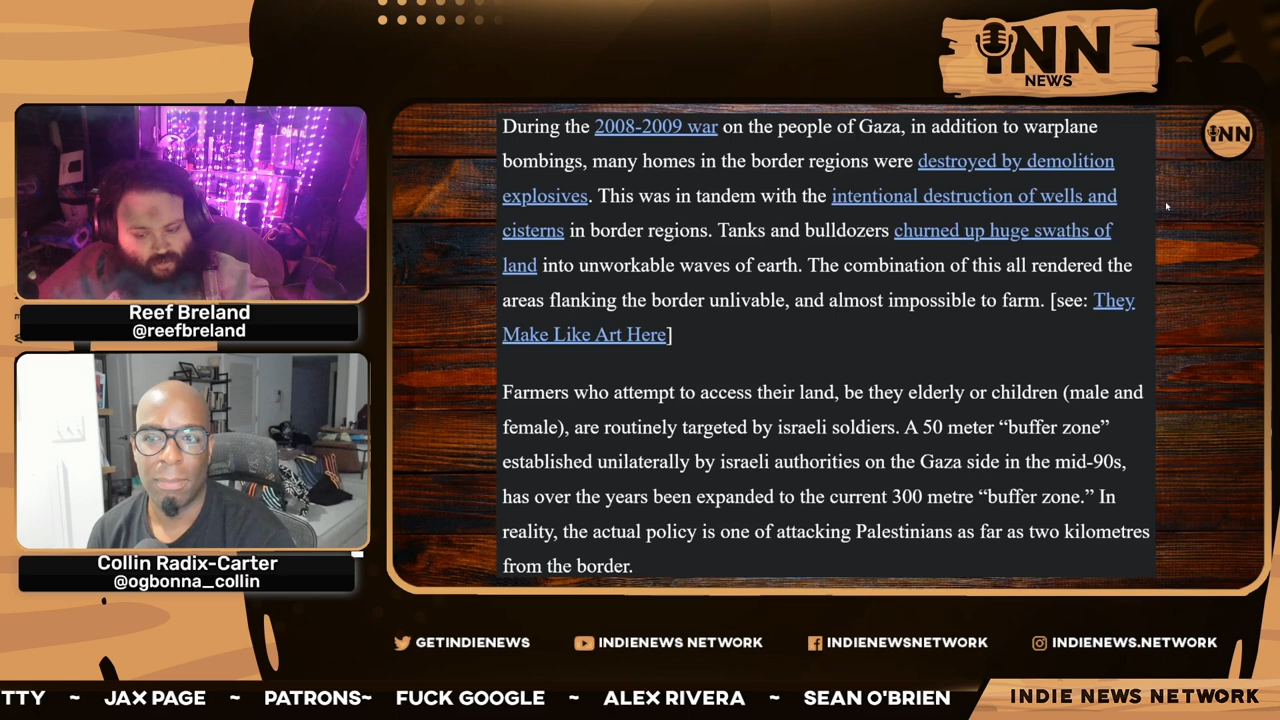 INN
NEWS
INN
During the 2008-2009 war on the people of Gaza, in addition to warplane
bombings, many homes in the border regions were destroyed by demolition
explosives. This was in tandem with the intentional destruction of wells and
cisterns in border regions. Tanks and bulldozers churned up huge swaths of
land into unworkable waves of earth. The combination of this all rendered the
areas flanking the border unlivable, and almost impossible to farm. [see: They
Make Like Art Here]
Farmers who attempt to access their land, be they elderly or children (male and
female), are routinely targeted by israeli soldiers. A 50 meter “buffer zone”
established unilaterally by israeli authorities on the Gaza side in the mid-90s,
has over the years been expanded to the current 300 metre “buffer zone.” In
reality, the actual policy is one of attacking Palestinians as far as two kilometres
from the border.
Reef Breland
@reefbreland
Collin Radix-Carter
@ogbonna_collin
GETINDIENEWS
INDIENEWS NETWORK
INDIENEWSNETWORK
INDIENEWS.NETWORK
TTY ~ JAX PAGE ~ PATRONS~ FUCK GOOGLE ~ ALEX RIVERA ~ SEAN O'BRIEN
INDIE NEWS NETWORK